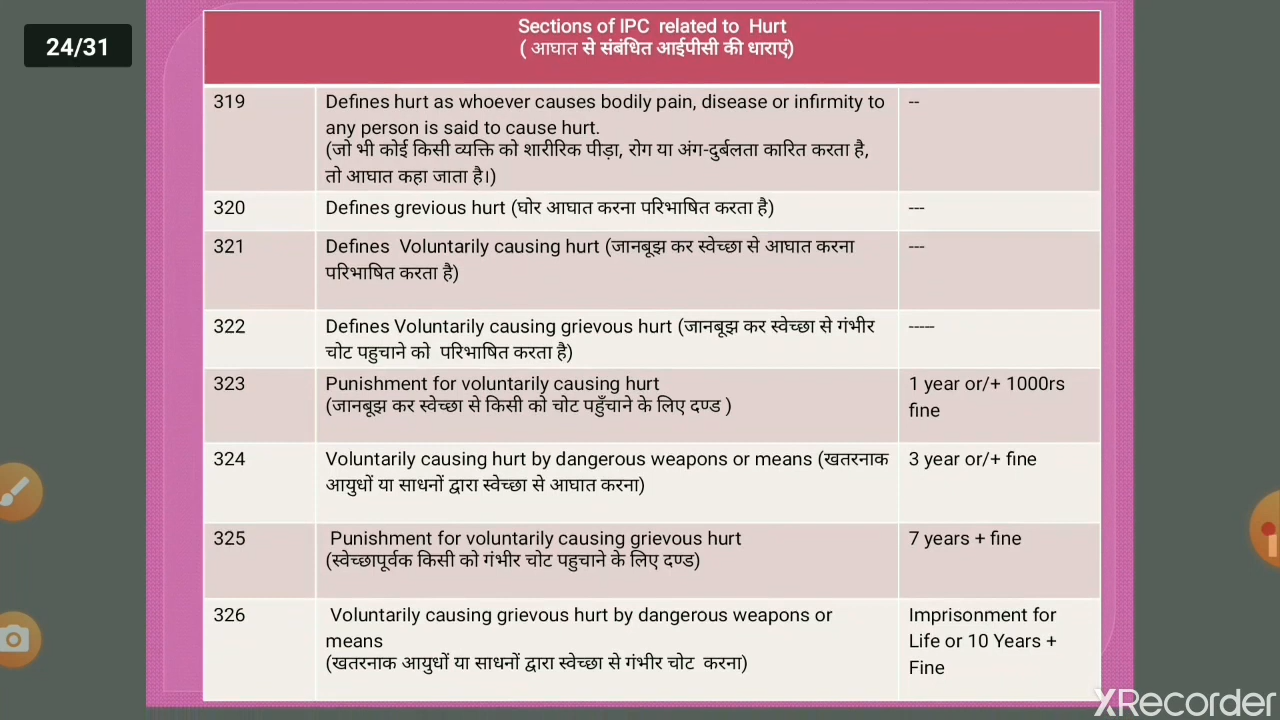 24/31
Sections of IPC related to Hurt
( आघात से संबंधित आईपीसी की धाराएं)
319
Defines hurt as whoever causes bodily pain, disease or infirmity to
any person is said to cause hurt.
(जो भी कोई किसी व्यक्ति को शारीरिक पीड़ा, रोग या अंग-दुर्बलता कारित करता है,
तो आघात कहा जाता है।)
--
320
Defines grevious hurt (घोर आघात करना परिभाषित करता है)
---
321
Defines Voluntarily causing hurt (जानबूझ कर स्वेच्छा से आघात करना
परिभाषित करता है)
---
322
Defines Voluntarily causing grievous hurt (जानबूझ कर स्वेच्छा से गंभीर
चोट पहुचाने को परिभाषित करता है)
-----
323
Punishment for voluntarily causing hurt
(जानबूझ कर स्वेच्छा से किसी को चोट पहुँचाने के लिए दण्ड )
1 year or/+ 1000rs
fine
324
Voluntarily causing hurt by dangerous weapons or means (खतरनाक
आयुधों या साधनों द्वारा स्वेच्छा से आघात करना)
3 year or/+ fine
325
Punishment for voluntarily causing grievous hurt
(स्वेच्छापूर्वक किसी को गंभीर चोट पहुचाने के लिए दण्ड)
7 years + fine
326
Voluntarily causing grievous hurt by dangerous weapons or
means
(खतरनाक आयुधों या साधनों द्वारा स्वेच्छा से गंभीर चोट करना)
Imprisonment for
Life or 10 Years +
Fine
XRecorder